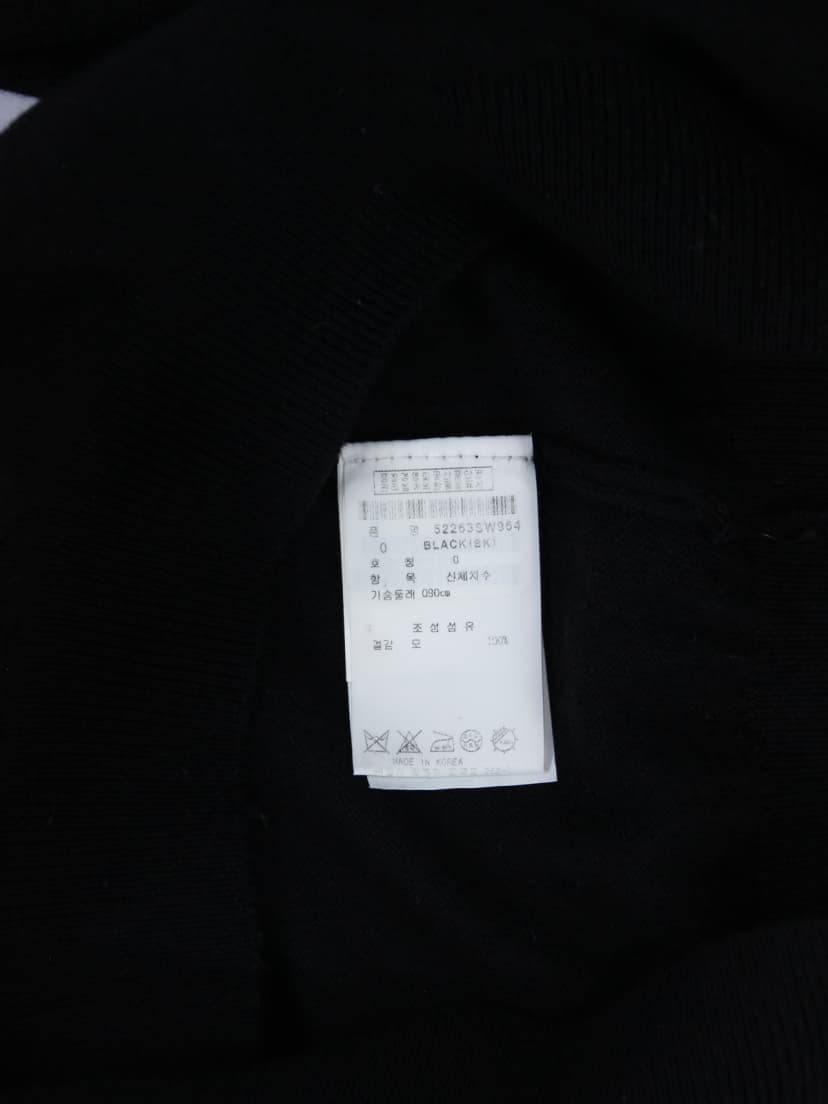 품 명 52263SW964
0 BLACK(BK)
호 칭 0
항 목 신체치수
가슴둘레 090cm
조성섬유
겉감 모 100%
MADE IN KOREA